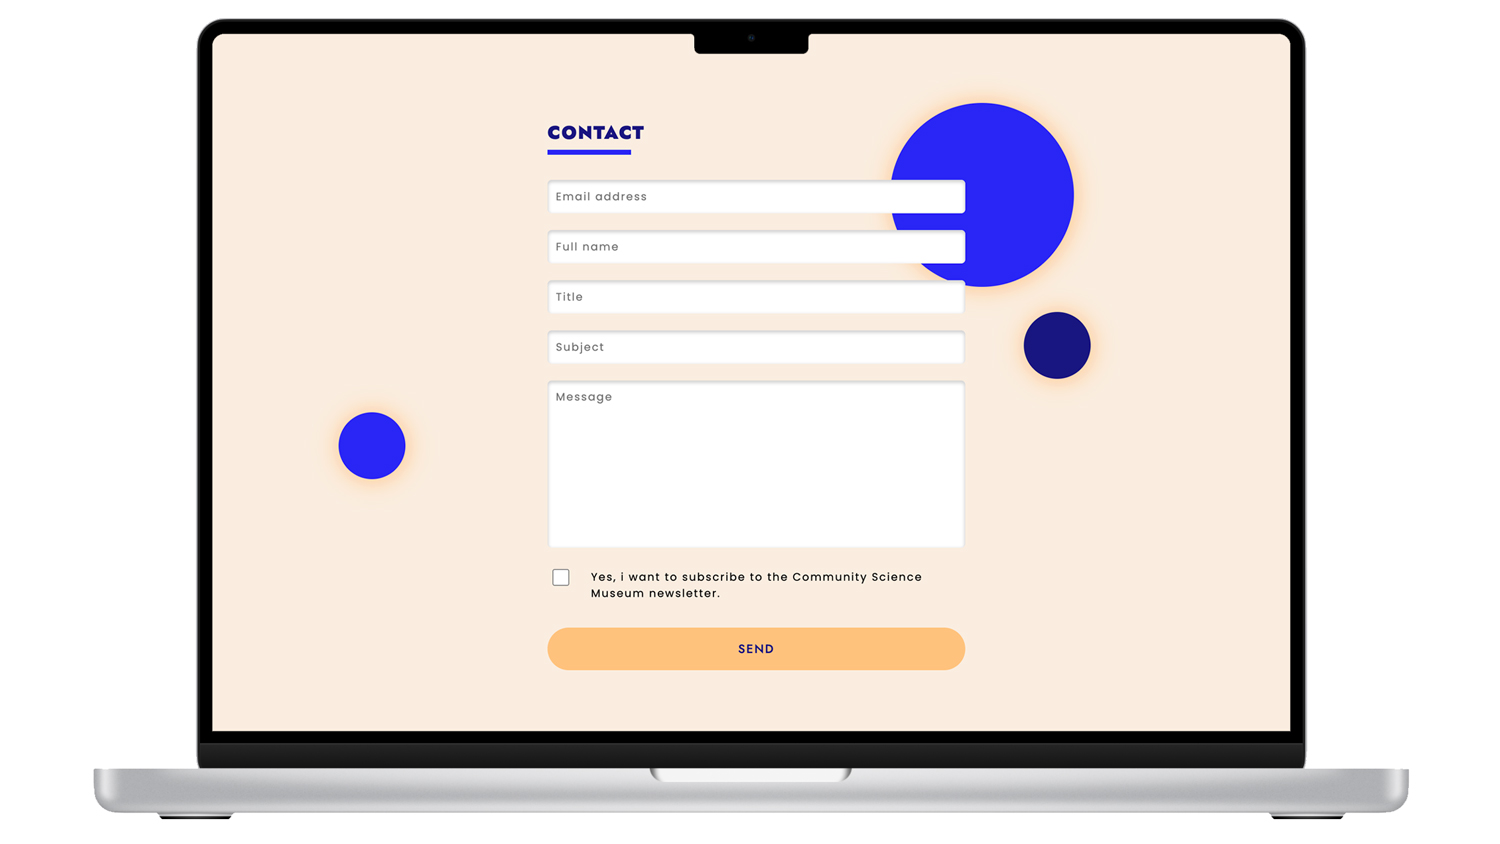 CONTACT
Email address
Full name
Title
Subject
Message
Yes, i want to subscribe to the Community Science
Museum newsletter.
SEND